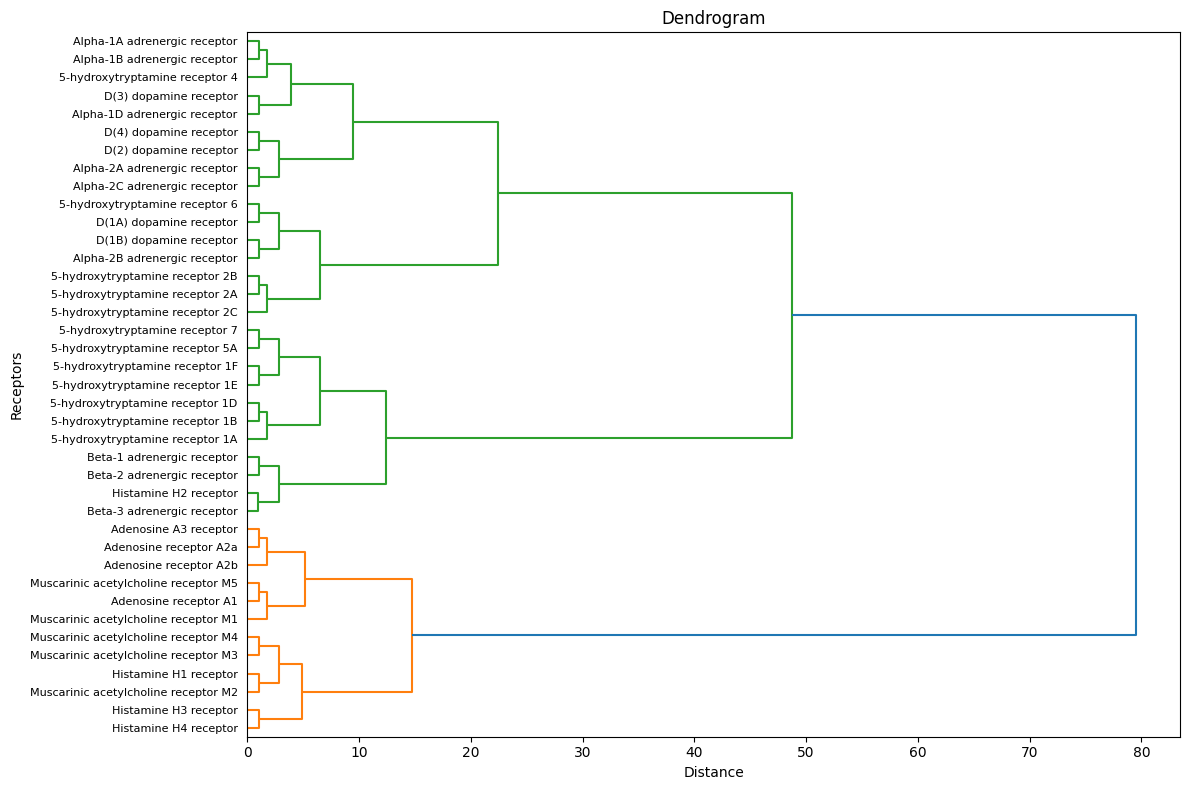 Dendrogram
Alpha-1A adrenergic receptor
Alpha-1B adrenergic receptor
5-hydroxytryptamine receptor 4
D(3) dopamine receptor
Alpha-1D adrenergic receptor
D(4) dopamine receptor
D(2) dopamine receptor
Alpha-2A adrenergic receptor
Alpha-2C adrenergic receptor
5-hydroxytryptamine receptor 6
D(1A) dopamine receptor
D(1B) dopamine receptor
Alpha-2B adrenergic receptor
5-hydroxytryptamine receptor 2B
5-hydroxytryptamine receptor 2A
5-hydroxytryptamine receptor 2C
5-hydroxytryptamine receptor 7
5-hydroxytryptamine receptor 5A
5-hydroxytryptamine receptor 1F
5-hydroxytryptamine receptor 1E
5-hydroxytryptamine receptor 1D
5-hydroxytryptamine receptor 1B
5-hydroxytryptamine receptor 1A
Beta-1 adrenergic receptor
Beta-2 adrenergic receptor
Histamine H2 receptor
Beta-3 adrenergic receptor
Adenosine A3 receptor
Adenosine receptor A2a
Adenosine receptor A2b
Muscarinic acetylcholine receptor M5
Adenosine receptor A1
Muscarinic acetylcholine receptor M1
Muscarinic acetylcholine receptor M4
Muscarinic acetylcholine receptor M3
Histamine H1 receptor
Muscarinic acetylcholine receptor M2
Histamine H3 receptor
Histamine H4 receptor
Receptors
0 10 20 30 40 50 60 70 80
Distance